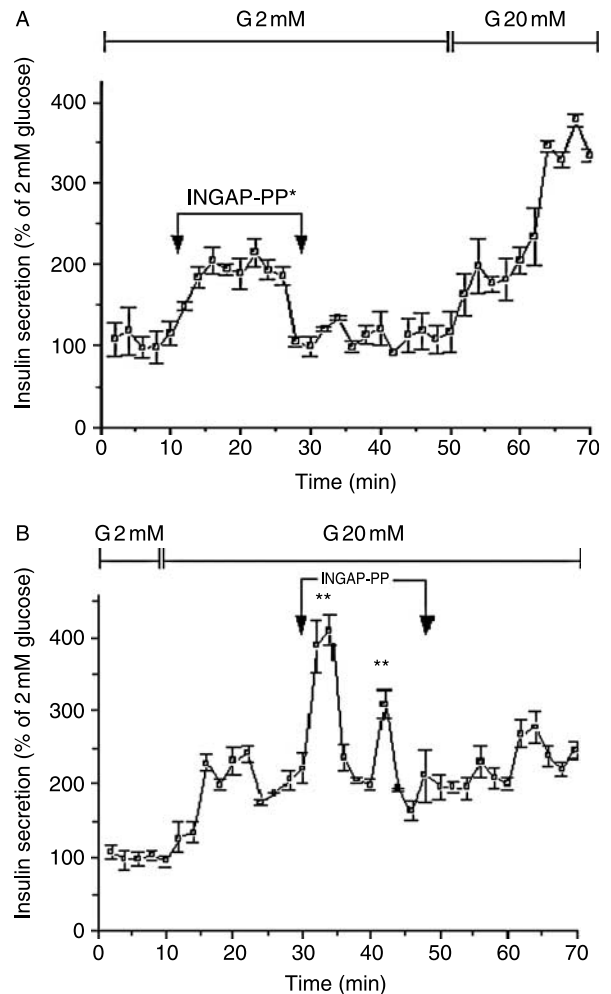 A
G 2 mM G 20 mM
400
300
200
100
0
INGAP-PP*
Insulin secretion (% of 2 mM glucose)
0 10 20 30 40 50 60 70
Time (min)
B
G 2 mM G 20 mM
INGAP-PP
** **
400
300
200
100
0
Insulin secretion (% of 2 mM glucose)
0 10 20 30 40 50 60 70
Time (min)